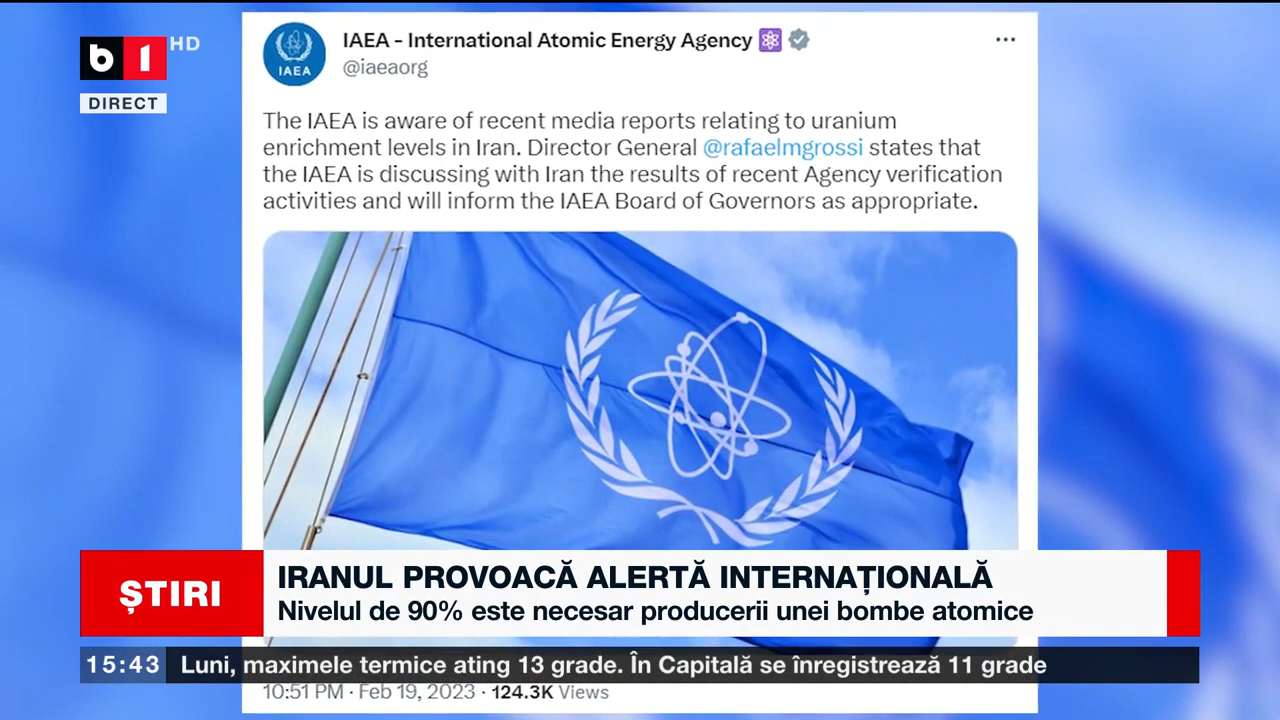 b1 HD
DIRECT
IAEA
IAEA - International Atomic Energy Agency
@iaeaorg
The IAEA is aware of recent media reports relating to uranium
enrichment levels in Iran. Director General @rafaelmgrossi states that
the IAEA is discussing with Iran the results of recent Agency verification
activities and will inform the IAEA Board of Governors as appropriate.
ȘTIRI
IRANUL PROVOACĂ ALERTĂ INTERNAȚIONALĂ
Nivelul de 90% este necesar producerii unei bombe atomice
15:43 Luni, maximele termice ating 13 grade. În Capitală se înregistrează 11 grade
10:51 PM · Feb 19, 2023 · 124.3K Views